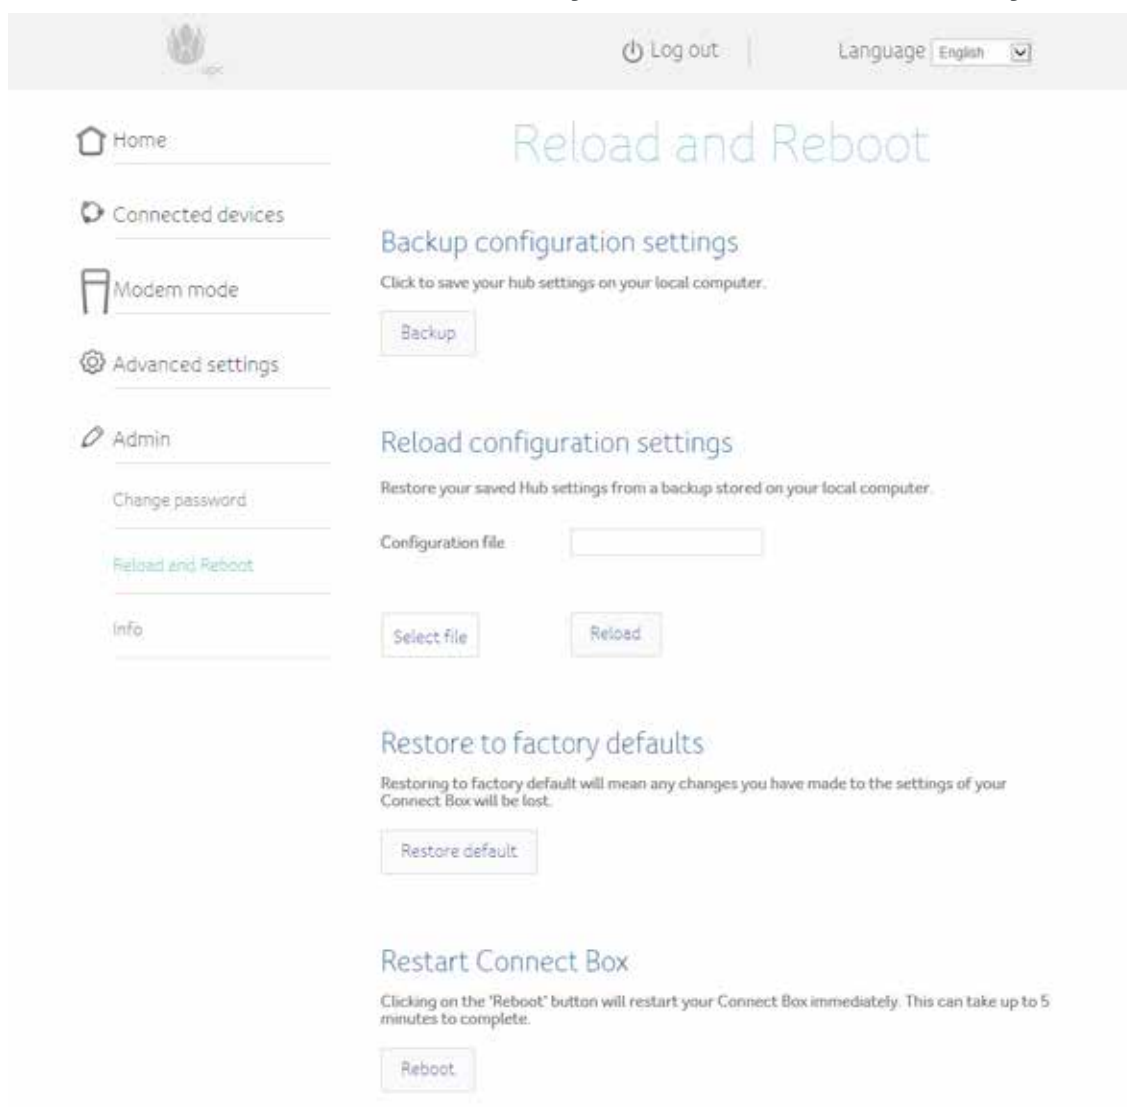 upc
Log out
Language English
Home
Connected devices
Modem mode
Advanced settings
Admin
Change password
Reload and Reboot
Info
Reload and Reboot
Backup configuration settings
Click to save your hub settings on your local computer.
Backup
Reload configuration settings
Restore your saved Hub settings from a backup stored on your local computer.
Configuration file
Select file
Reload
Restore to factory defaults
Restoring to factory default will mean any changes you have made to the settings of your
Connect Box will be lost.
Restore default
Restart Connect Box
Clicking on the 'Reboot' button will restart your Connect Box immediately. This can take up to 5
minutes to complete.
Reboot